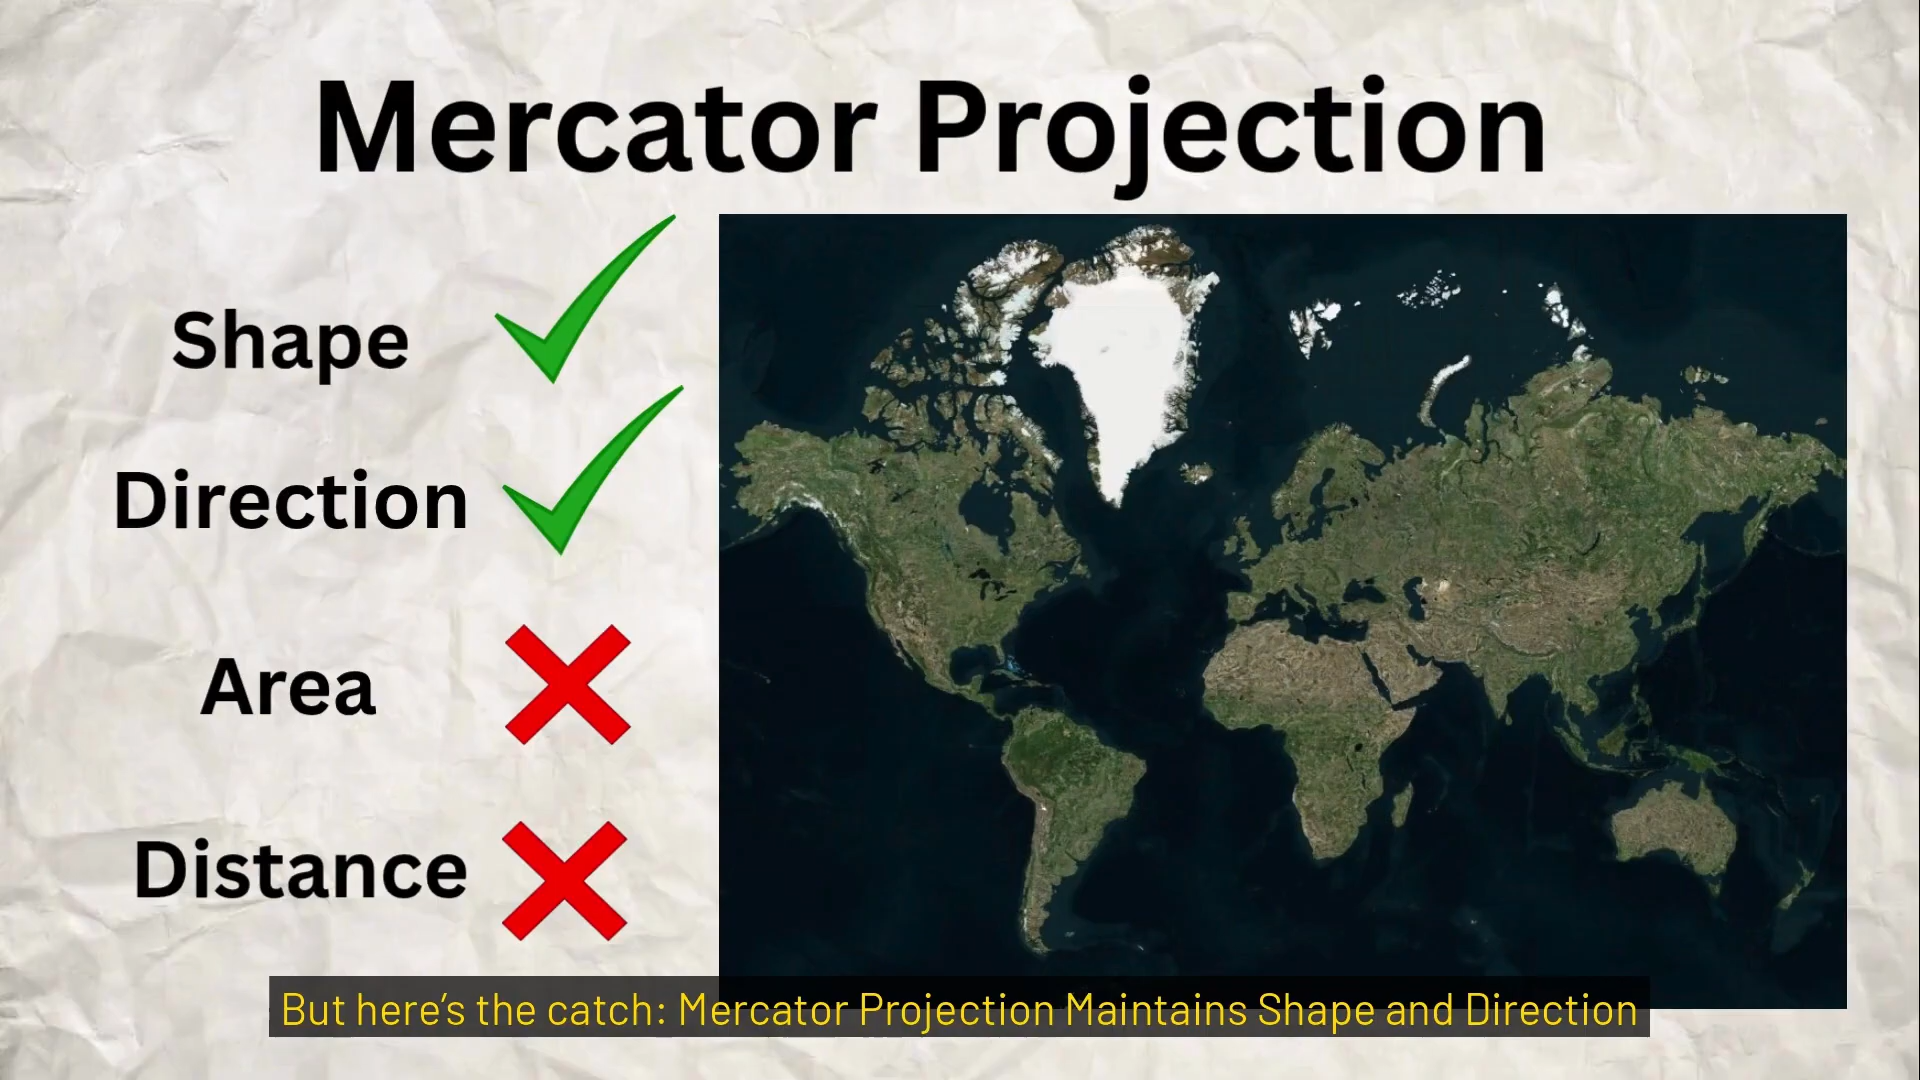 Mercator Projection
Shape
Direction
Area
Distance
But here’s the catch: Mercator Projection Maintains Shape and Direction